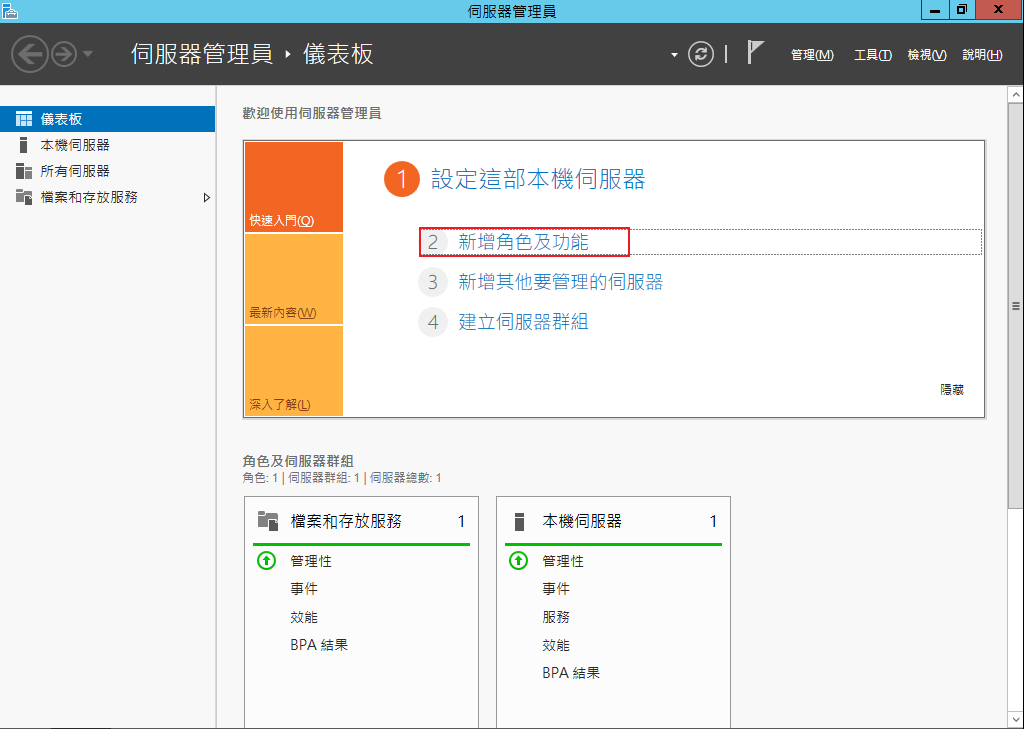 伺服器管理員
伺服器管理員 ‣ 儀表板
管理(M) 工具(T) 檢視(V) 說明(H)
儀表板
本機伺服器
所有伺服器
檔案和存放服務
歡迎使用伺服器管理員
快速入門(Q)
最新內容(W)
深入了解(L)
1 設定這部本機伺服器
2 新增角色及功能
3 新增其他要管理的伺服器
4 建立伺服器群組
隱藏
角色及伺服器群組
角色: 1 | 伺服器群組: 1 | 伺服器總數: 1
檔案和存放服務 1
管理性
事件
效能
BPA 結果
本機伺服器 1
管理性
事件
服務
效能
BPA 結果